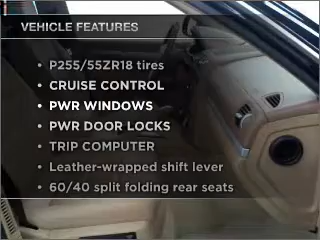 VEHICLE FEATURES
• P255/55ZR18 tires
• CRUISE CONTROL
• PWR WINDOWS
• PWR DOOR LOCKS
• TRIP COMPUTER
• Leather-wrapped shift lever
• 60/40 split folding rear seats